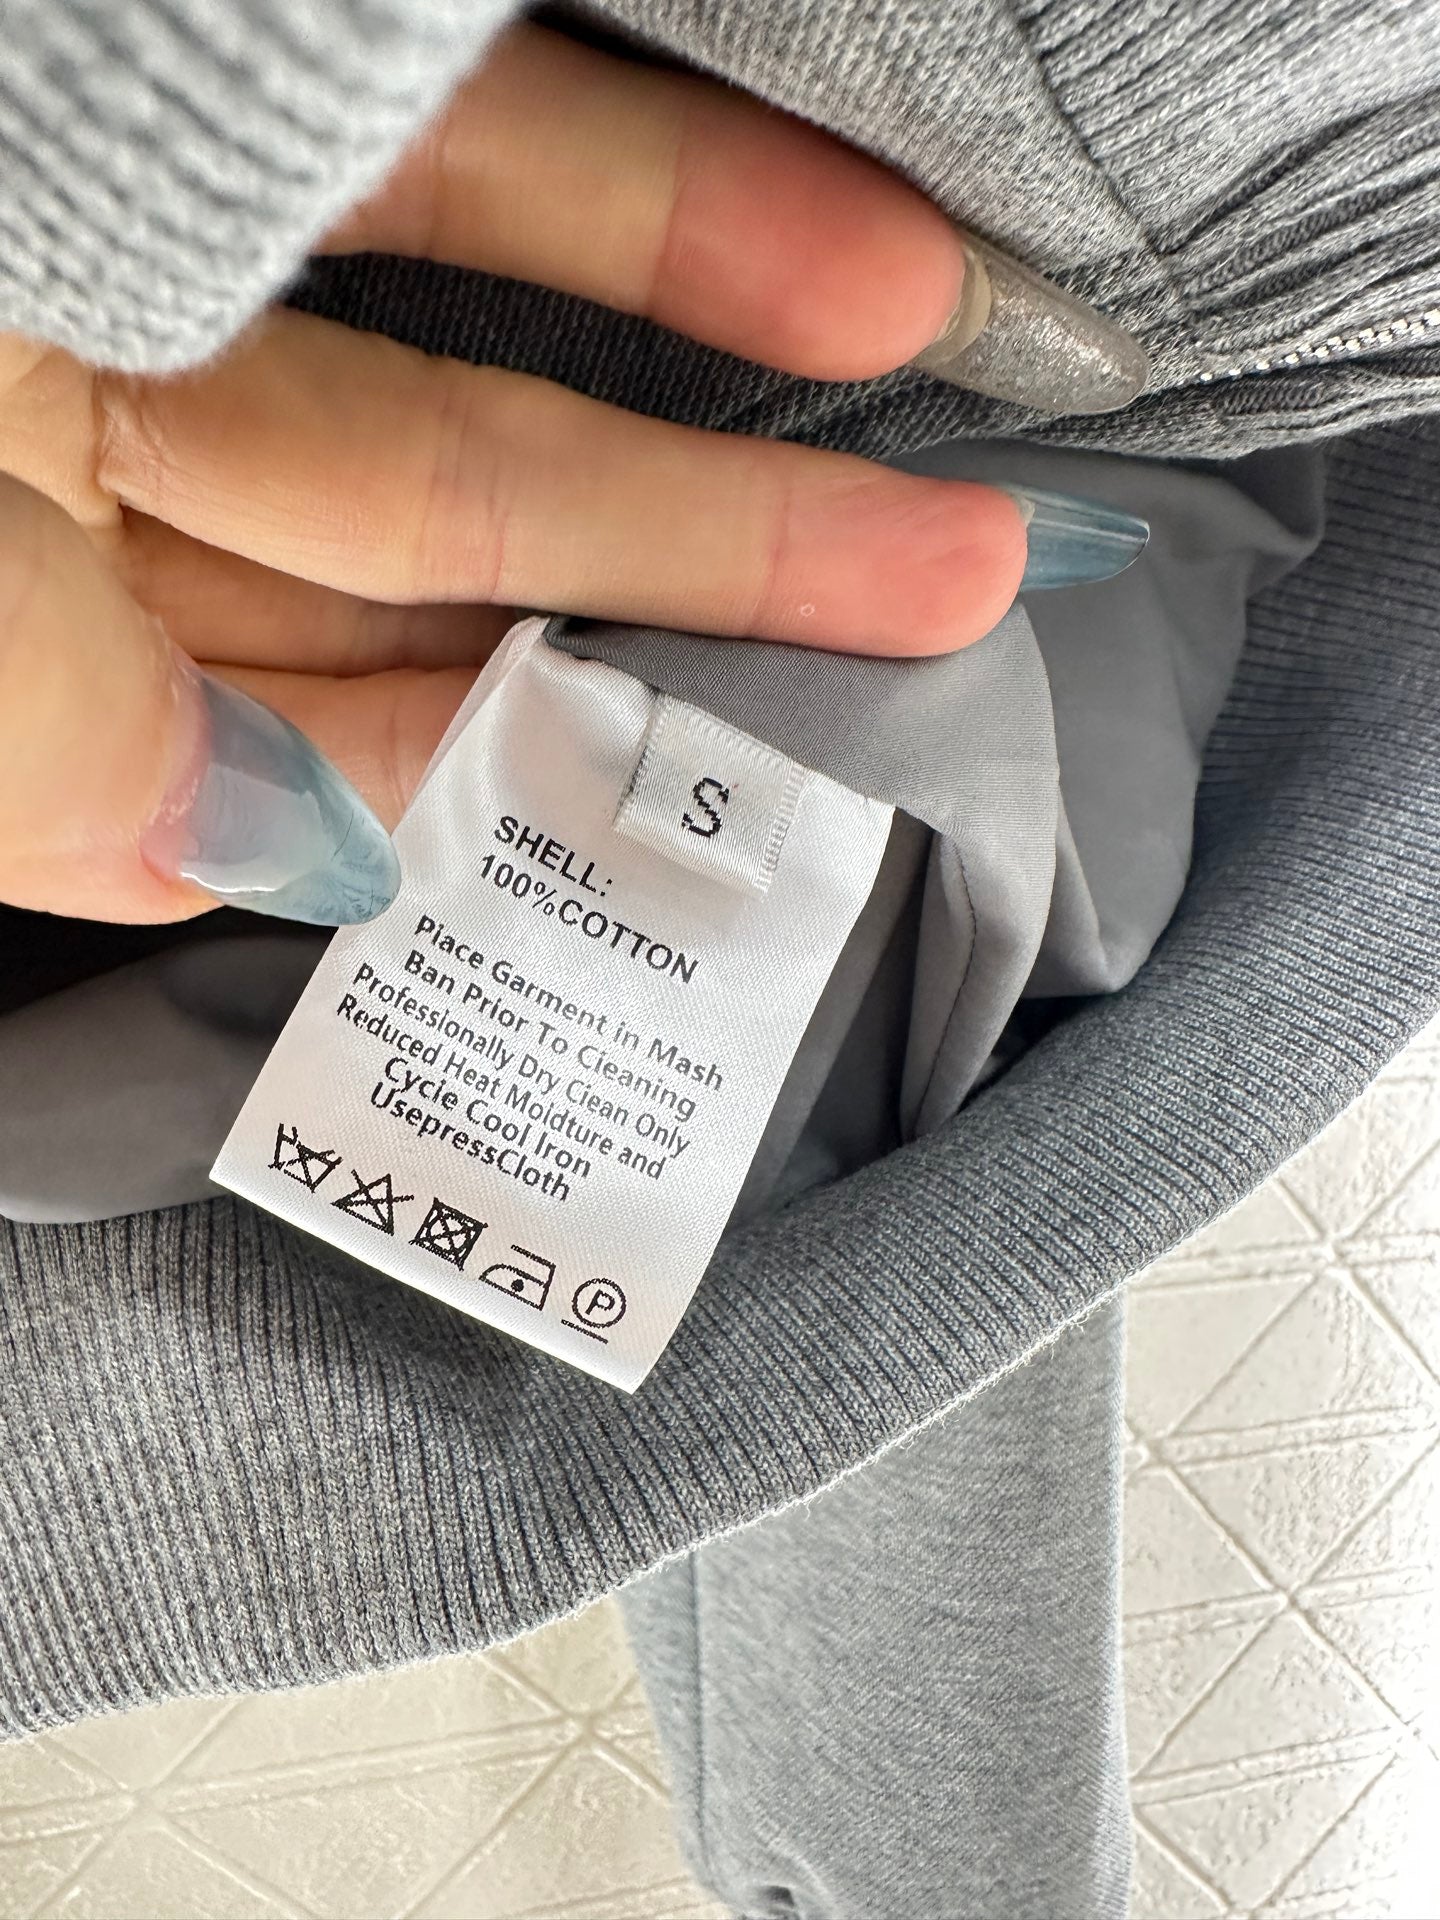 S
SHELL:
100%COTTON
Place Garment in Mash
Ban Prior To Cieaning
Professionally Dry Ciean Only
Reduced Heat Moidture and
Cycie Cool Iron
UsepressCloth
P